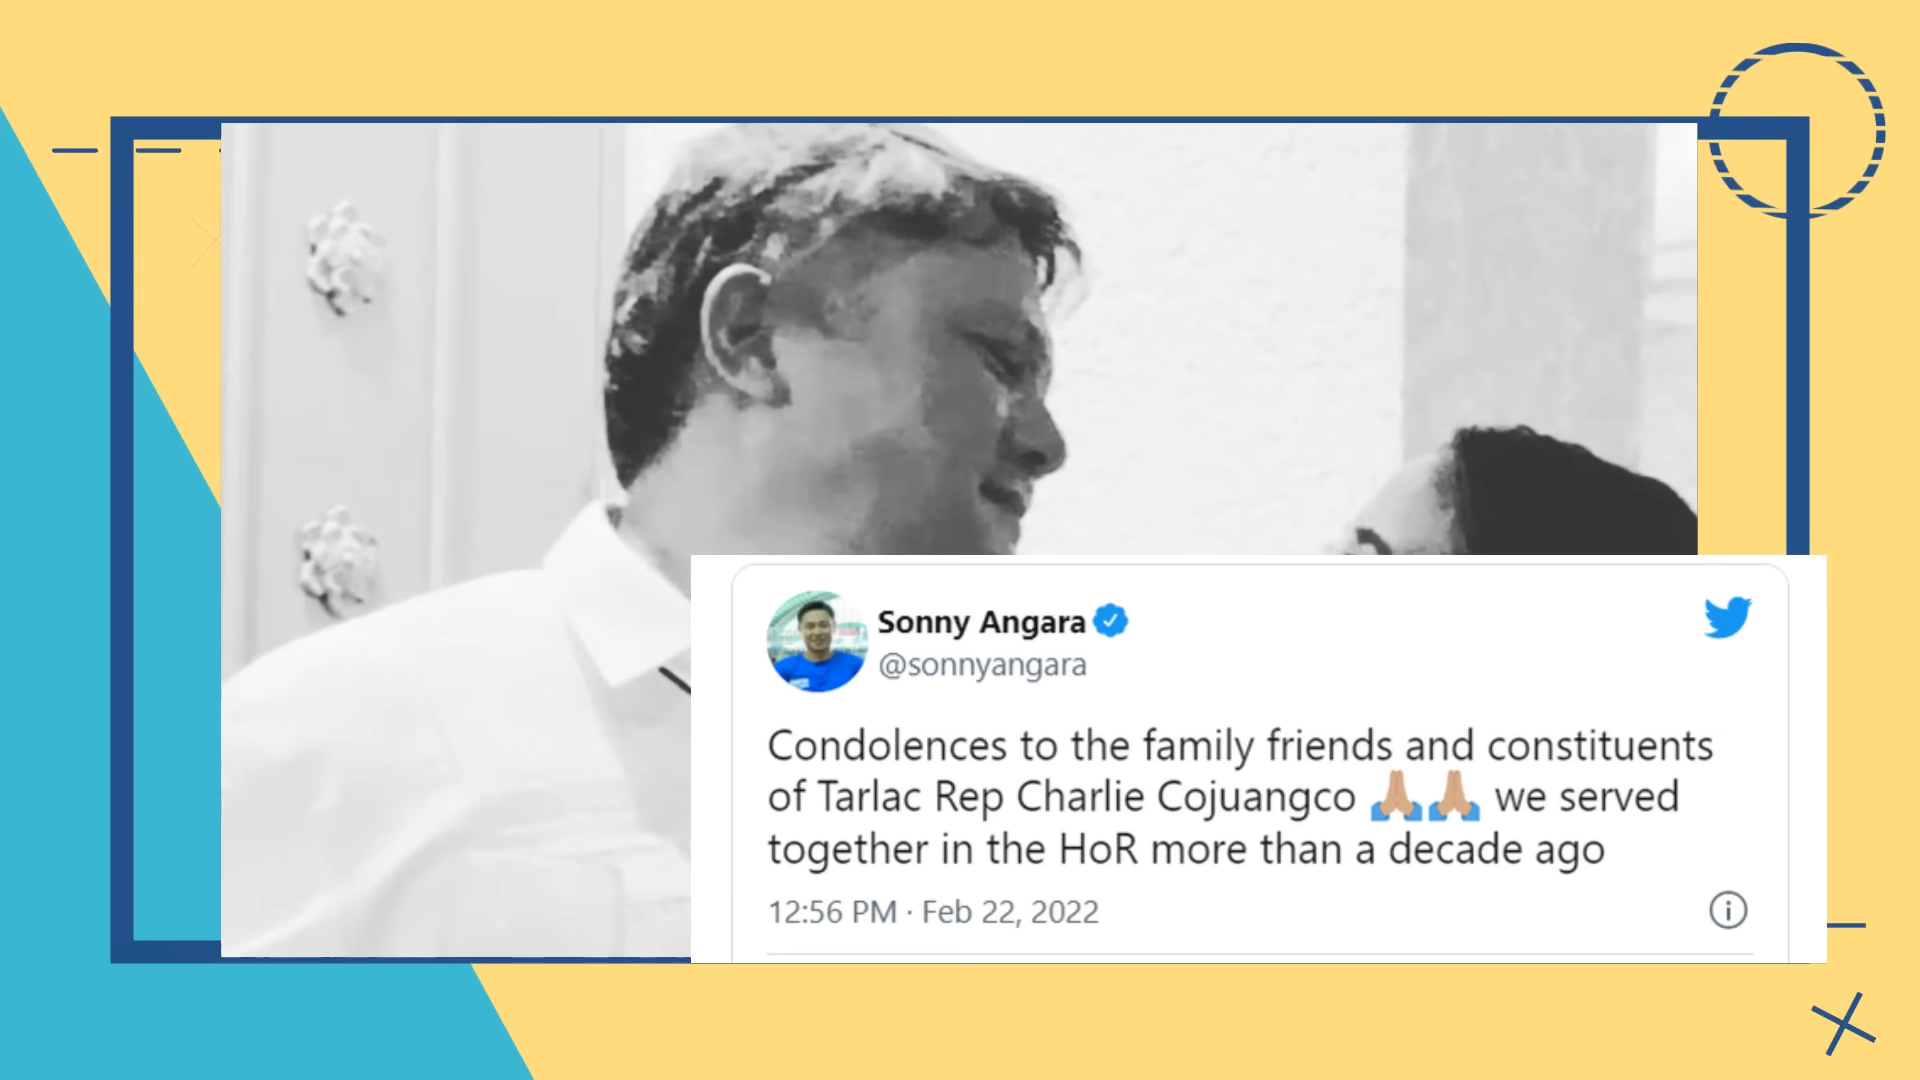 Sonny Angara
@sonnyangara
Condolences to the family friends and constituents
of Tarlac Rep Charlie Cojuangco 🙏🏼🙏🏼 we served
together in the HoR more than a decade ago
12:56 PM · Feb 22, 2022